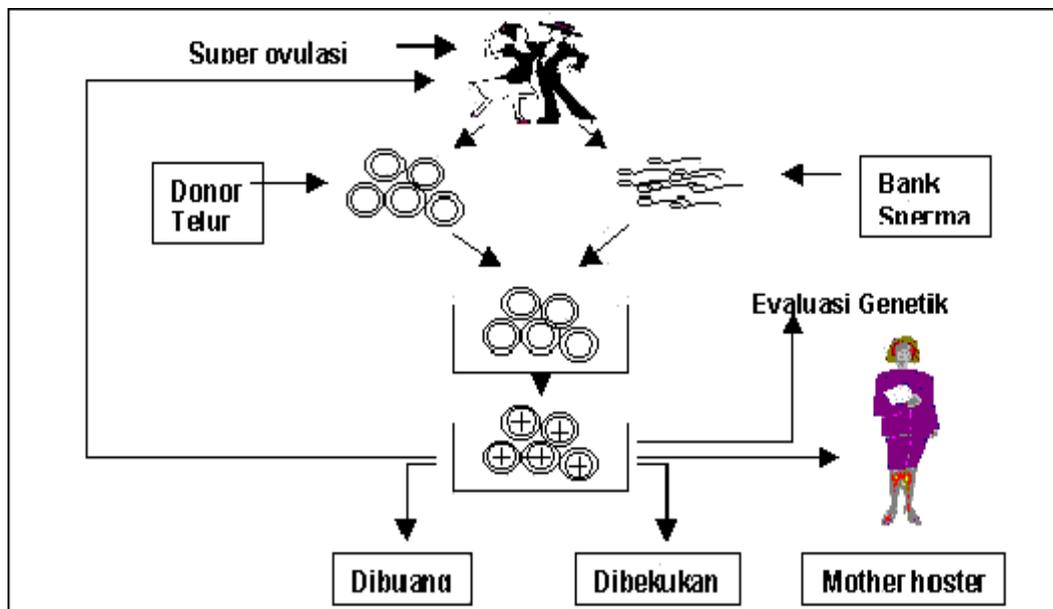 Super ovulasi
Donor
Telur
Bank
Sperma
Evaluasi Genetik
Dibuang
Dibekukan
Mother hoster